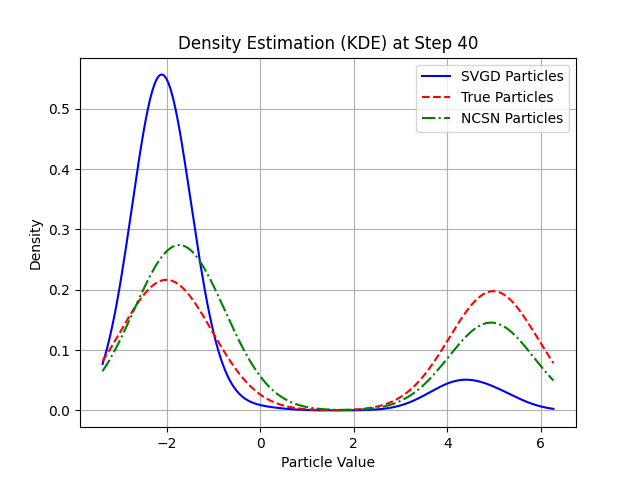 Density Estimation (KDE) at Step 40
SVGD Particles
True Particles
NCSN Particles
Density
0.5
0.4
0.3
0.2
0.1
0.0
−2
0
2
4
6
Particle Value